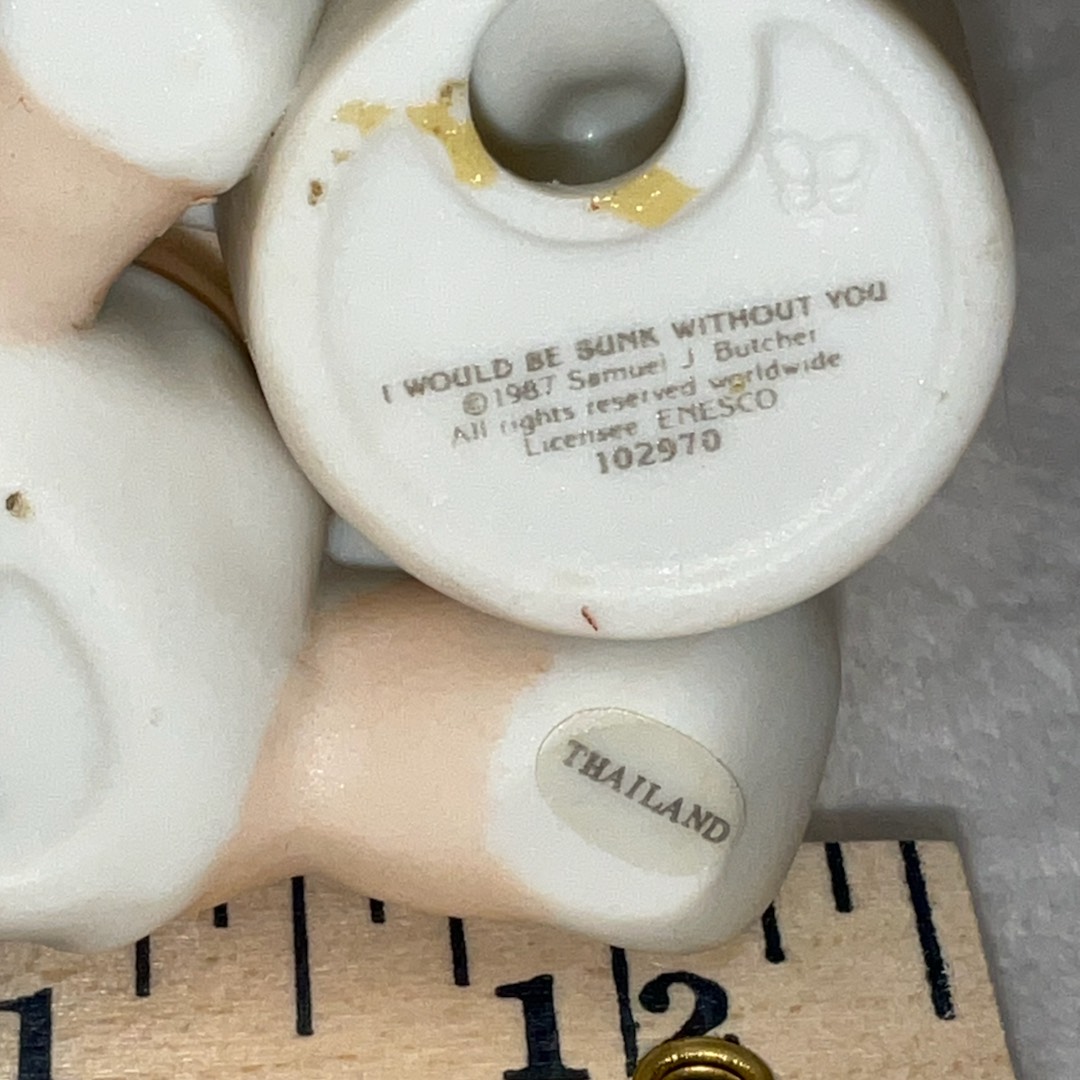 I WOULD BE SUNK WITHOUT YOU
©1987 Samuel J Butcher
All rights reserved worldwide
Licensee ENESCO
102970
THAILAND
1
12